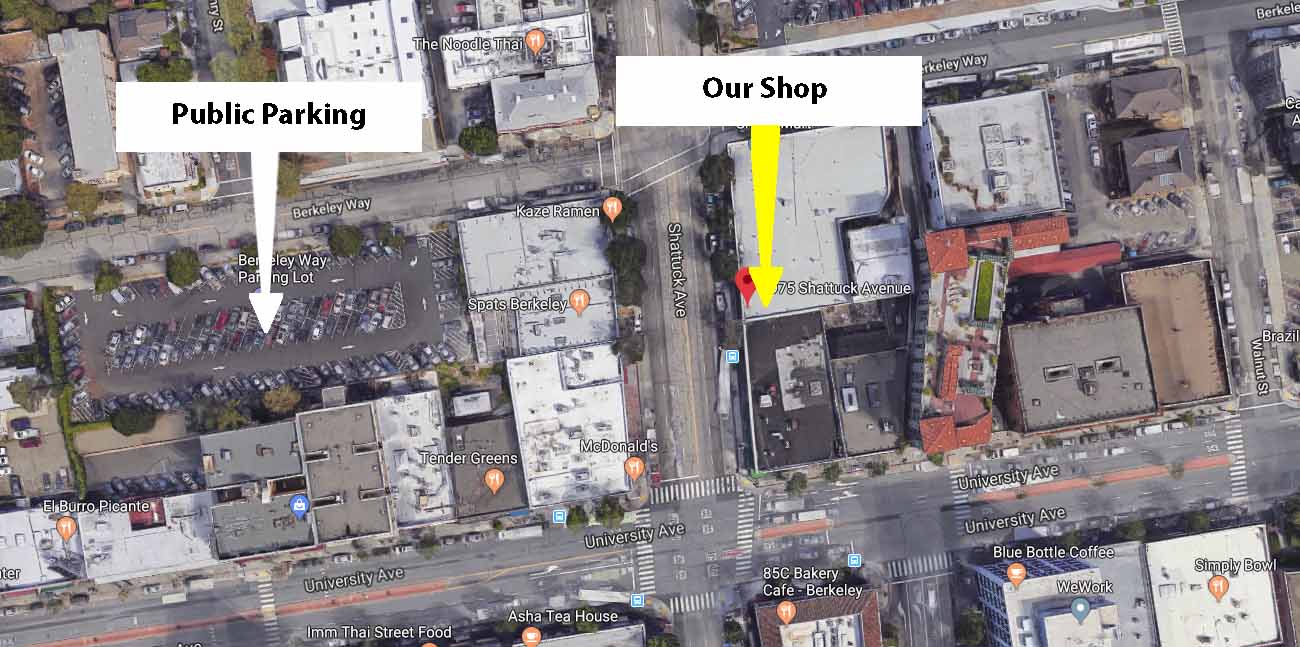 The Noodle Thai
Berkeley Way
Our Shop
Public Parking
Berkeley Way
Kaze Ramen
Shattuck Ave
Berkeley Way
Parking Lot
875 Shattuck Avenue
Spats Berkeley
Walnut St
McDonald's
Tender Greens
University Ave
El Burro Picante
University Ave
University Ave
Blue Bottle Coffee
Simply Bowl
WeWork
85C Bakery
Cafe - Berkeley
University Ave
Asha Tea House
Imm Thai Street Food